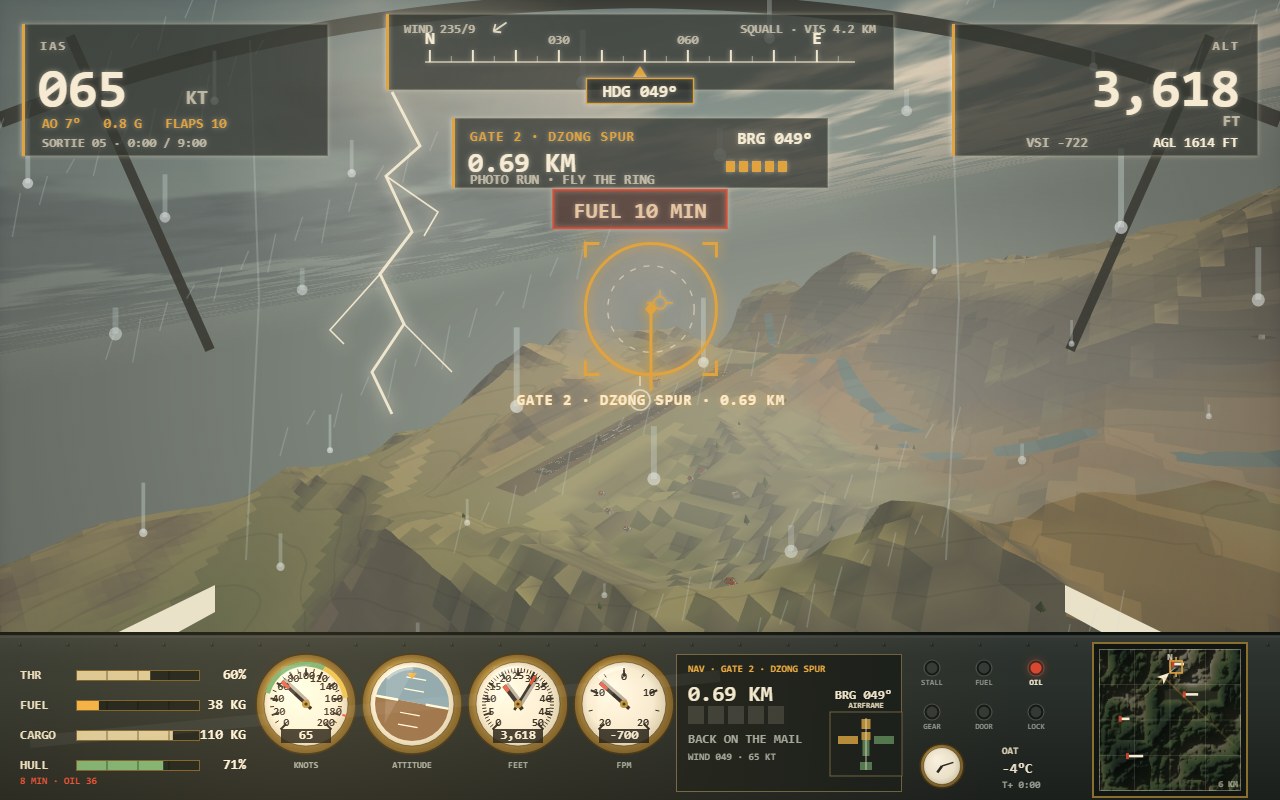 IAS
065 KT
AO 7° 0.8 G FLAPS 10
SORTIE 05 · 0:00 / 9:00
WIND 235/9 SQUALL · VIS 4.2 KM
N 030 060 E
HDG 049°
ALT
3,618
FT
VSI -722 AGL 1614 FT
GATE 2 · DZONG SPUR BRG 049°
0.69 KM
PHOTO RUN · FLY THE RING
FUEL 10 MIN
GATE 2 · DZONG SPUR · 0.69 KM
THR 60%
FUEL 38 KG
CARGO 110 KG
HULL 71%
8 MIN · OIL 36
65
KNOTS
ATTITUDE
3,618
FEET
-700
FPM
NAV · GATE 2 · DZONG SPUR
0.69 KM BRG 049°
AIRFRAME
BACK ON THE MAIL
WIND 049 · 65 KT
STALL FUEL OIL
GEAR DOOR LOCK
OAT
-4°C
T+ 0:00
N
6 KM